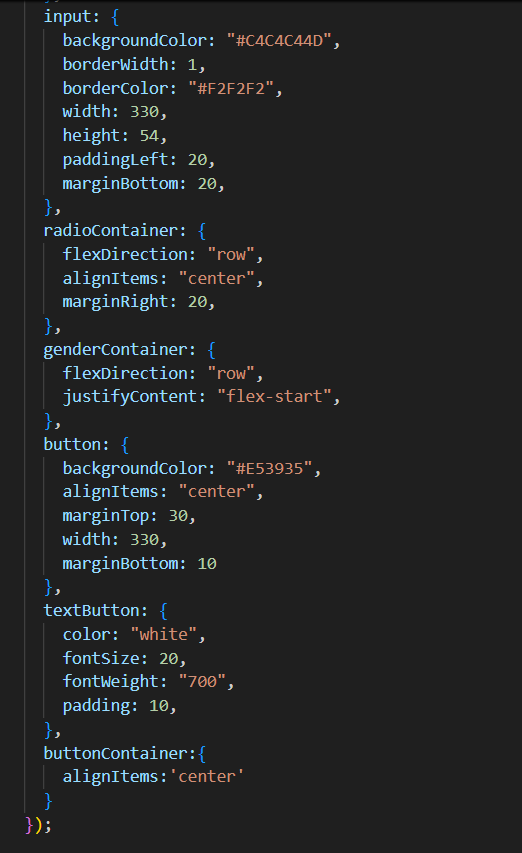 input: {
backgroundColor: "#C4C4C44D",
borderWidth: 1,
borderColor: "#F2F2F2",
width: 330,
height: 54,
paddingLeft: 20,
marginBottom: 20,
},
radioContainer: {
flexDirection: "row",
alignItems: "center",
marginRight: 20,
},
genderContainer: {
flexDirection: "row",
justifyContent: "flex-start",
},
button: {
backgroundColor: "#E53935",
alignItems: "center",
marginTop: 30,
width: 330,
marginBottom: 10
},
textButton: {
color: "white",
fontSize: 20,
fontWeight: "700",
padding: 10,
},
buttonContainer:{
alignItems:'center'
}
});